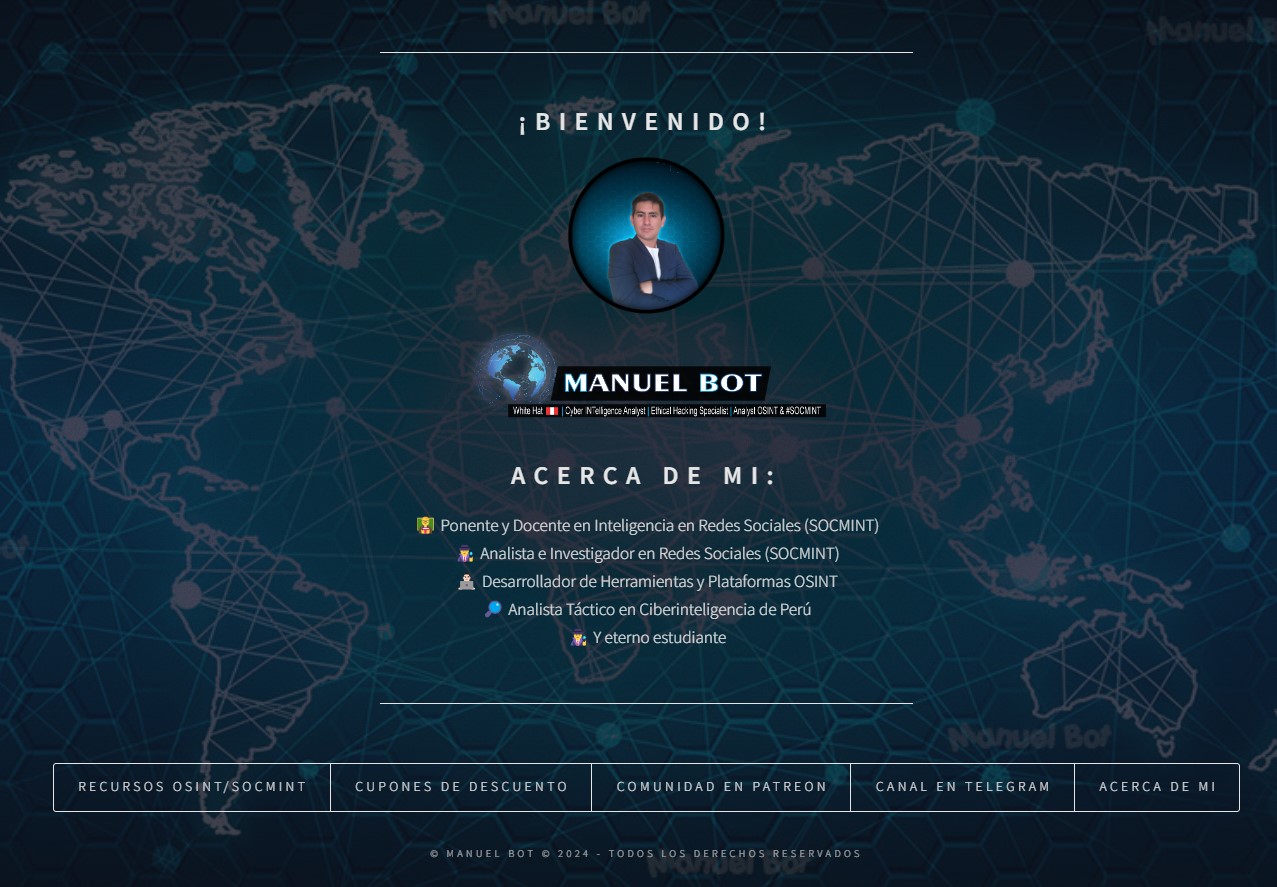 Manuel Bot
Manuel B
¡BIENVENIDO!
MANUEL BOT
White Hat | Cyber INTelligence Analyst | Ethical Hacking Specialist | Analyst OSINT & #SOCMINT
ACERCA DE MI:
Ponente y Docente en Inteligencia en Redes Sociales (SOCMINT)
Analista e Investigador en Redes Sociales (SOCMINT)
Desarrollador de Herramientas y Plataformas OSINT
Analista Táctico en Ciberinteligencia de Perú
Y eterno estudiante
Manuel Bot
RECURSOS OSINT/SOCMINT CUPONES DE DESCUENTO COMUNIDAD EN PATREON CANAL EN TELEGRAM ACERCA DE MI
© MANUEL BOT © 2024 - TODOS LOS DERECHOS RESERVADOS
Manuel Bot